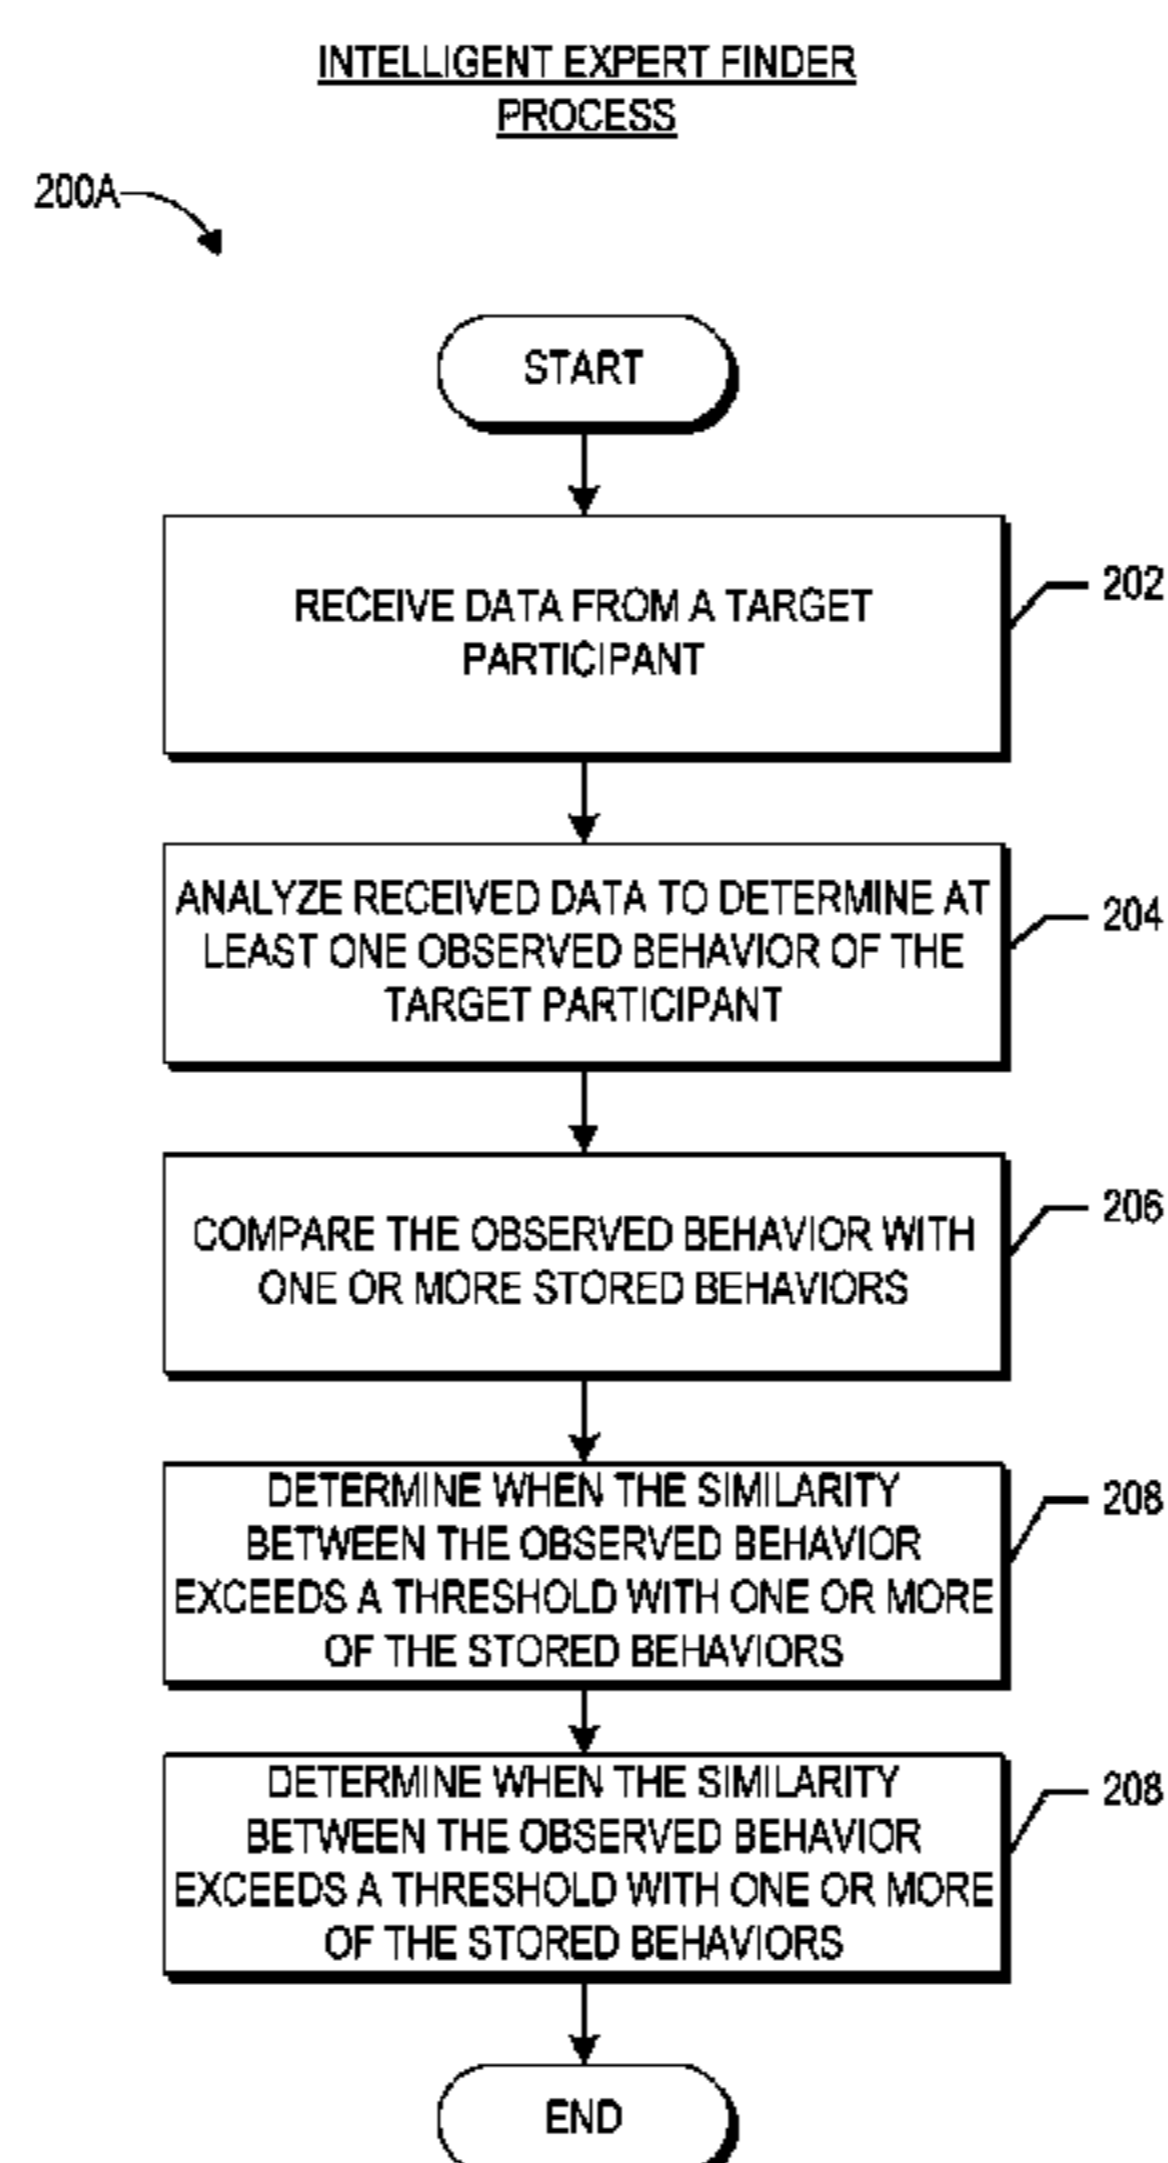 INTELLIGENT EXPERT FINDER
PROCESS
200A
START
RECEIVE DATA FROM A TARGET
PARTICIPANT
202
ANALYZE RECEIVED DATA TO DETERMINE AT
LEAST ONE OBSERVED BEHAVIOR OF THE
TARGET PARTICIPANT
204
COMPARE THE OBSERVED BEHAVIOR WITH
ONE OR MORE STORED BEHAVIORS
206
DETERMINE WHEN THE SIMILARITY
BETWEEN THE OBSERVED BEHAVIOR
EXCEEDS A THRESHOLD WITH ONE OR MORE
OF THE STORED BEHAVIORS
208
DETERMINE WHEN THE SIMILARITY
BETWEEN THE OBSERVED BEHAVIOR
EXCEEDS A THRESHOLD WITH ONE OR MORE
OF THE STORED BEHAVIORS
208
END